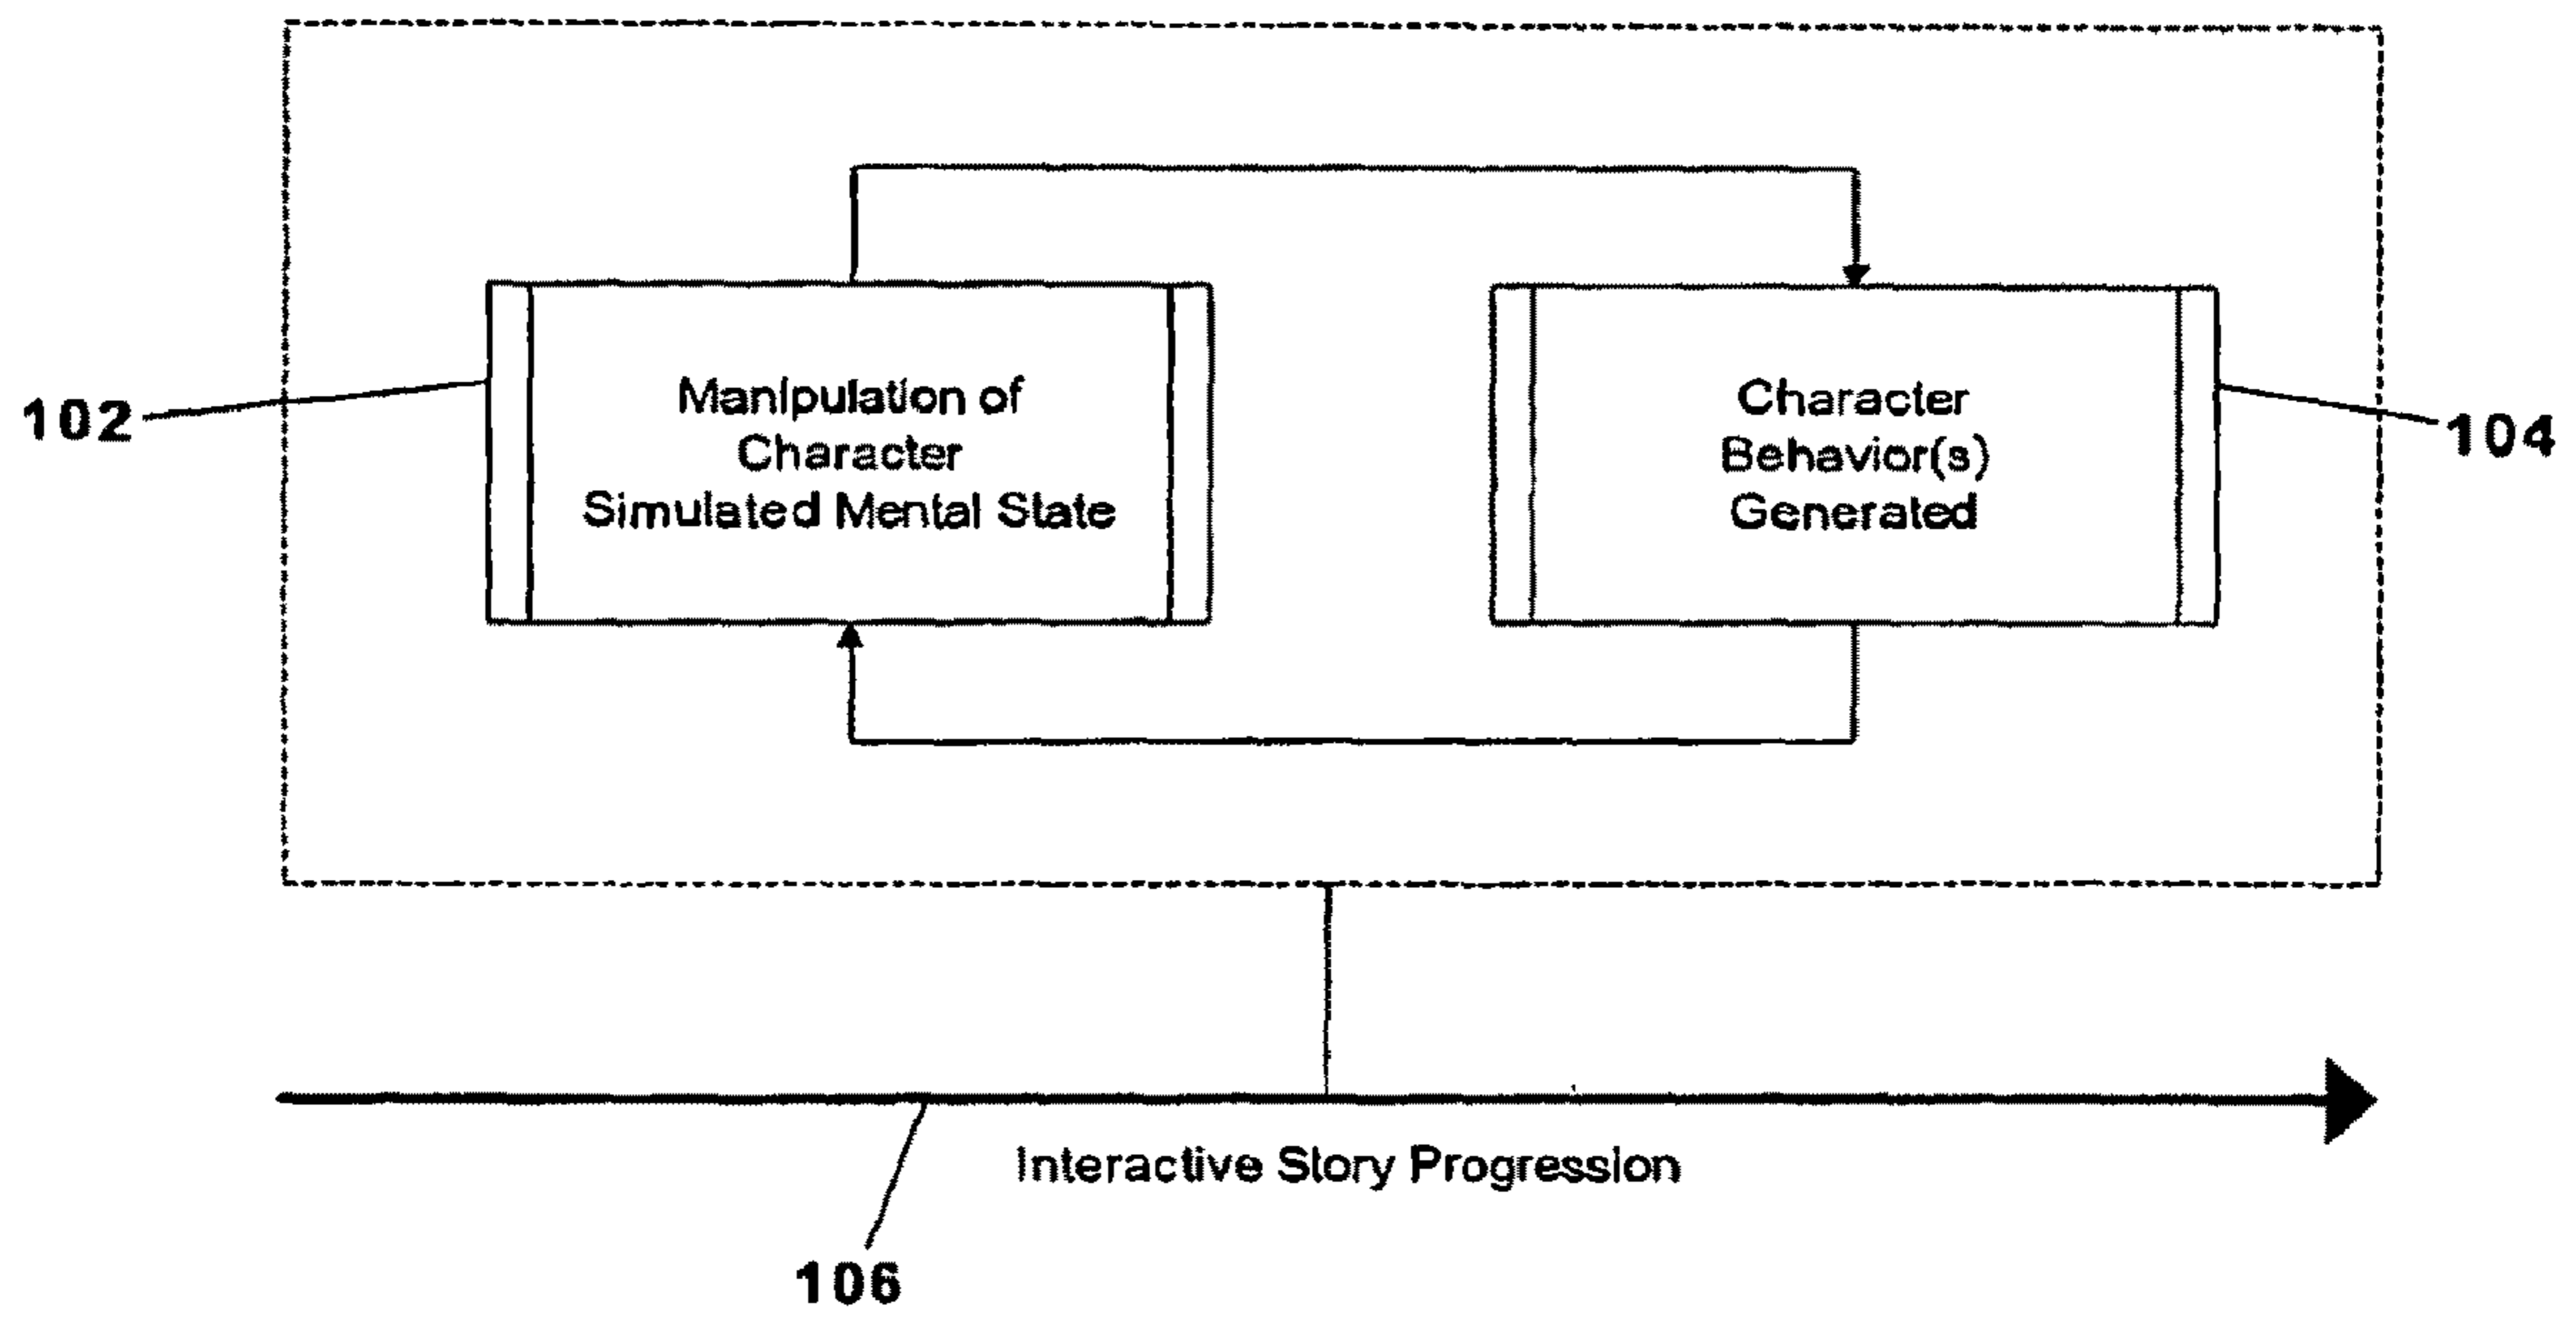 Manipulation of
Character
Simulated Mental State
Character
Behavior(s)
Generated
102
104
Interactive Story Progression
106